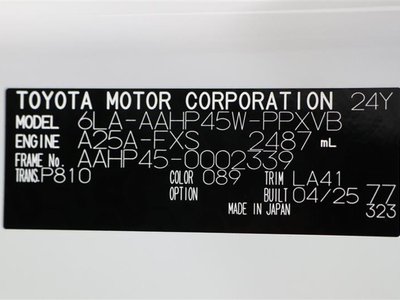 TOYOTA MOTOR CORPORATION 24Y
MODEL 6LA-AAHP45W-PPXVB
ENGINE A25A-FXS 2487 mL
FRAME NO. AAHP45-0002339
TRANS. P810 COLOR 089 TRIM LA41
OPTION BUILT 04/25 77
MADE IN JAPAN 323